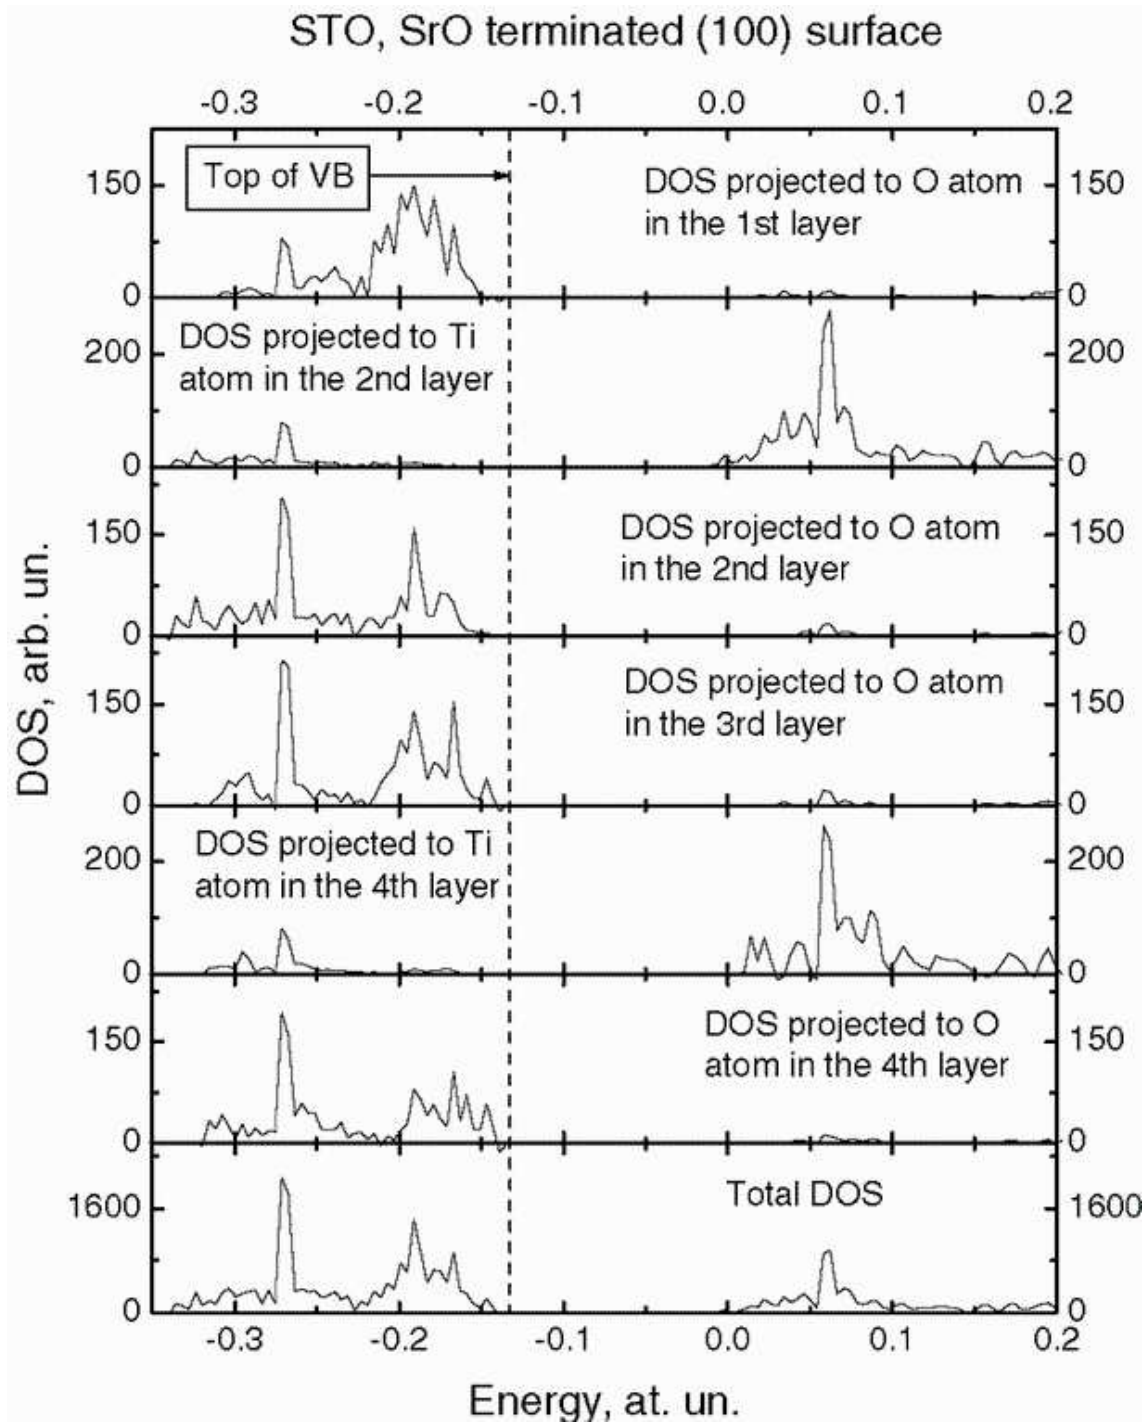 STO, SrO terminated (100) surface
-0.3 -0.2 -0.1 0.0 0.1 0.2
Top of VB
150 150
DOS projected to O atom
in the 1st layer
0 0
DOS projected to Ti
atom in the 2nd layer
200 200
0 0
DOS projected to O atom
in the 2nd layer
150 150
0 0
DOS projected to O atom
in the 3rd layer
150 150
0 0
DOS projected to Ti
atom in the 4th layer
200 200
0 0
DOS projected to O
atom in the 4th layer
150 150
0 0
Total DOS
1600 1600
0 0
-0.3 -0.2 -0.1 0.0 0.1 0.2
Energy, at. un.
DOS, arb. un.